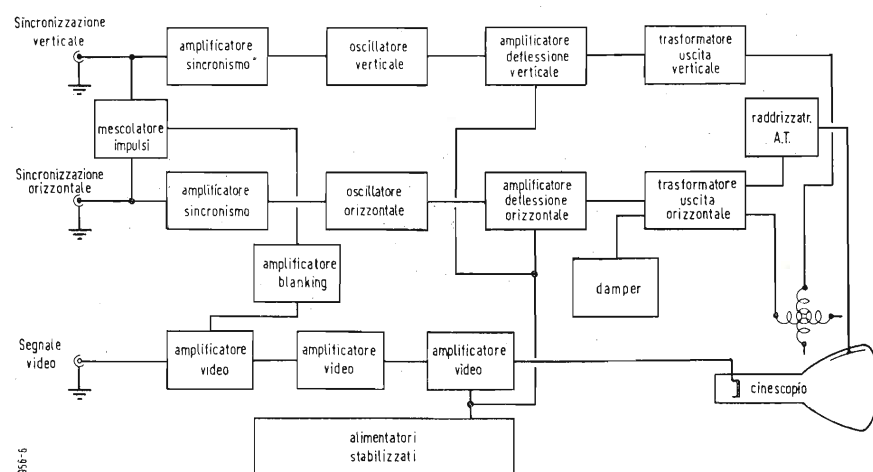 Sincronizzazione
verticale
amplificatore
sincronismo
oscillatore
verticale
amplificatore
deflessione
verticale
trasformatore
uscita
verticale
mescolatore
impulsi
raddrizzatr.
A.T.
Sincronizzazione
orizzontale
amplificatore
sincronismo
oscillatore
orizzontale
amplificatore
deflessione
orizzontale
trasformatore
uscita
orizzontale
amplificatore
blanking
damper
Segnale
video
amplificatore
video
amplificatore
video
amplificatore
video
cinescopio
alimentatori
stabilizzati
956-6